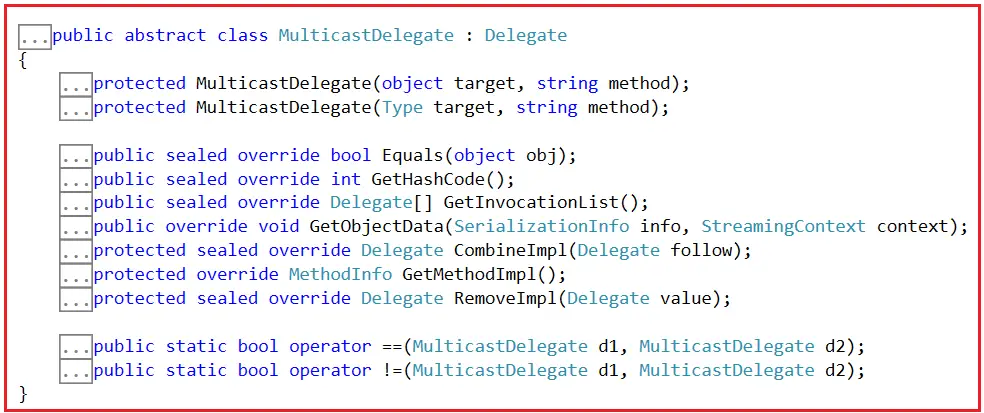 ...public abstract class MulticastDelegate : Delegate
{
...protected MulticastDelegate(object target, string method);
...protected MulticastDelegate(Type target, string method);
...public sealed override bool Equals(object obj);
...public sealed override int GetHashCode();
...public sealed override Delegate[] GetInvocationList();
...public override void GetObjectData(SerializationInfo info, StreamingContext context);
...protected sealed override Delegate CombineImpl(Delegate follow);
...protected override MethodInfo GetMethodImpl();
...protected sealed override Delegate RemoveImpl(Delegate value);
...public static bool operator ==(MulticastDelegate d1, MulticastDelegate d2);
...public static bool operator !=(MulticastDelegate d1, MulticastDelegate d2);
}